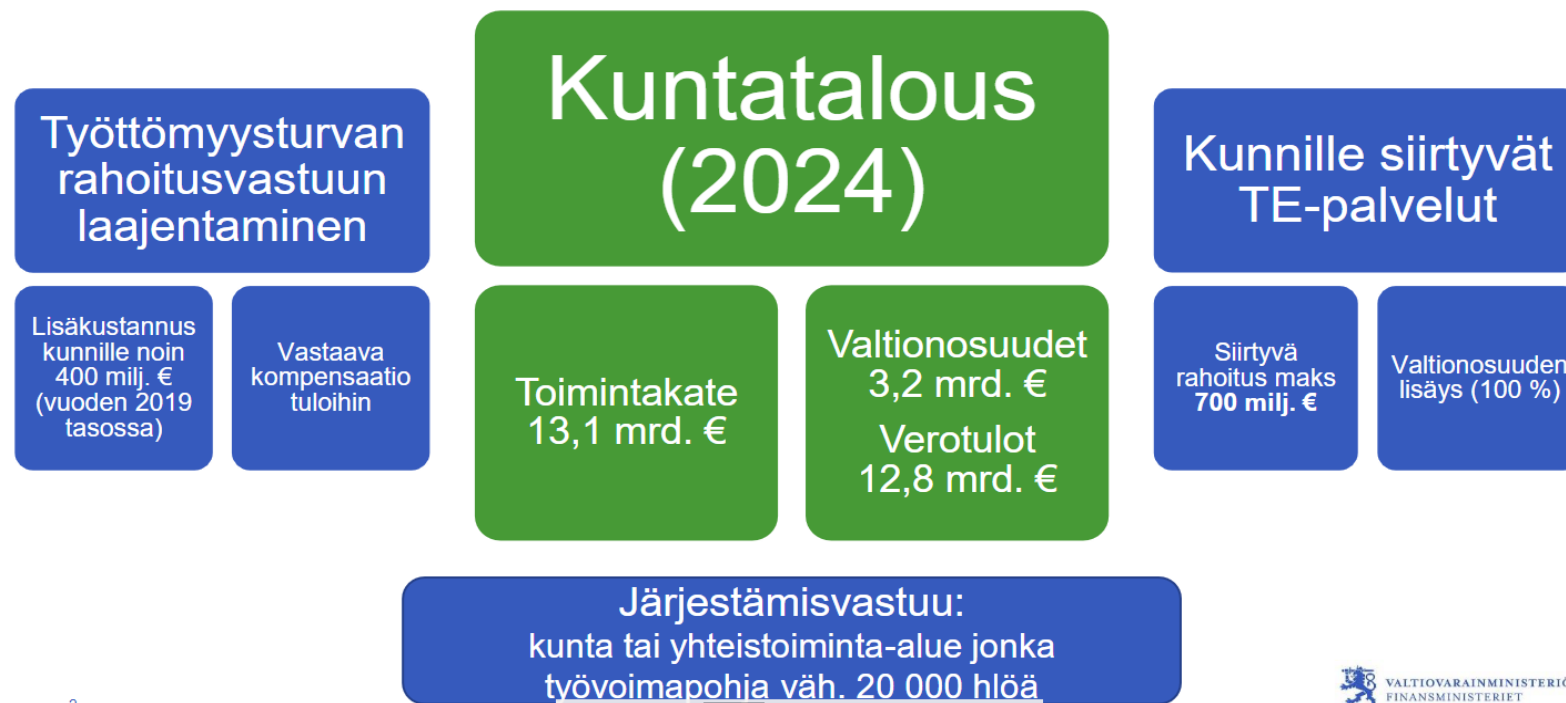 Työttömyysturvan
rahoitusvastuun
laajentaminen
Lisäkustannus
kunnille noin
400 milj. €
(vuoden 2019
tasossa)
Vastaava
kompensaatio
tuloihin
Kuntatalous
(2024)
Toimintakate
13,1 mrd. €
Valtionosuudet
3,2 mrd. €
Verotulot
12,8 mrd. €
Kunnille siirtyvät
TE-palvelut
Siirtyvä
rahoitus maks
700 milj. €
Valtionosuuden
lisäys (100 %)
Järjestämisvastuu:
kunta tai yhteistoiminta-alue jonka
työvoimapohja väh. 20 000 hlöä
VALTIOVARAINMINISTERIÖ
FINANSMINISTERIET